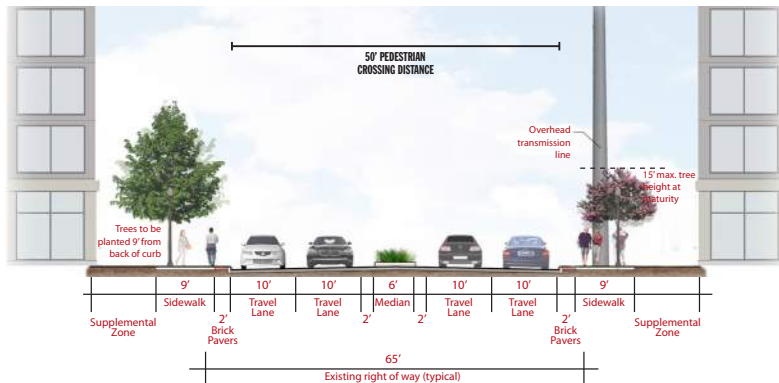 50' PEDESTRIAN
CROSSING DISTANCE
Overhead
transmission
line
15' max. tree
height at
maturity
Trees to be
planted 9' from
back of curb
9'
10'
10'
6'
10'
10'
9'
Sidewalk
Travel
Lane
Travel
Lane
Median
Travel
Lane
Travel
Lane
Sidewalk
Supplemental
Zone
2'
Brick
Pavers
2'
2'
2'
Brick
Pavers
Supplemental
Zone
65'
Existing right of way (typical)